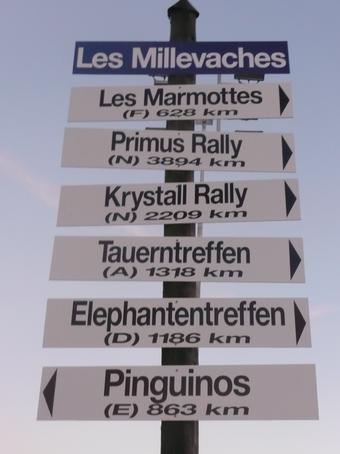 Les Millevaches
Les Marmottes
(F) 628 km
Primus Rally
(N) 3894 km
Krystall Rally
(N) 2209 km
Tauerntreffen
(A) 1318 km
Elephantentreffen
(D) 1186 km
Pinguinos
(E) 863 km